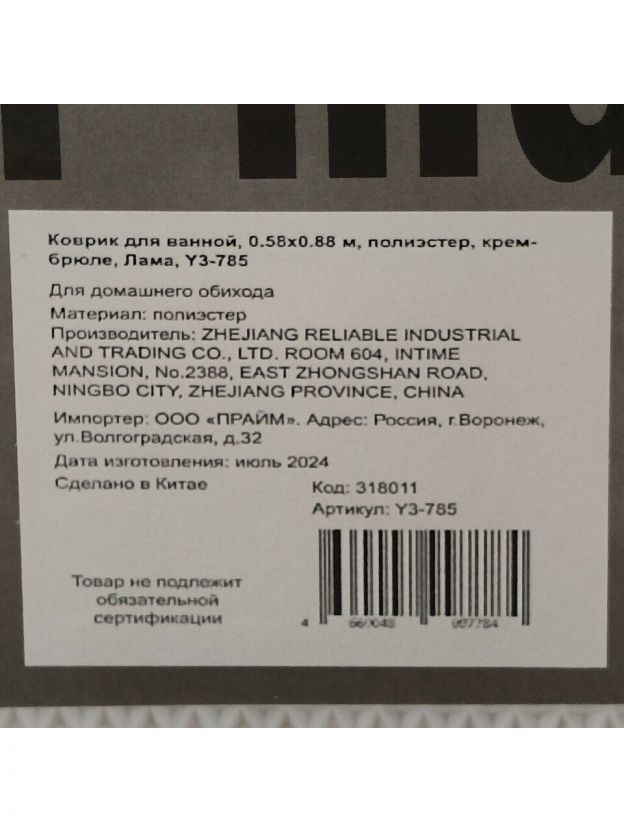 Коврик для ванной, 0.58х0.88 м, полиэстер, крем-
брюле, Лама, Y3-785
Для домашнего обихода
Материал: полиэстер
Производитель: ZHEJIANG RELIABLE INDUSTRIAL
AND TRADING CO., LTD. ROOM 604, INTIME
MANSION, No.2388, EAST ZHONGSHAN ROAD,
NINGBO CITY, ZHEJIANG PROVINCE, CHINA
Импортер: ООО «ПРАЙМ». Адрес: Россия, г.Воронеж,
ул.Волгоградская, д.32
Дата изготовления: июль 2024
Сделано в Китае
Код: 318011
Артикул: Y3-785
Товар не подлежит
обязательной
сертификации
4